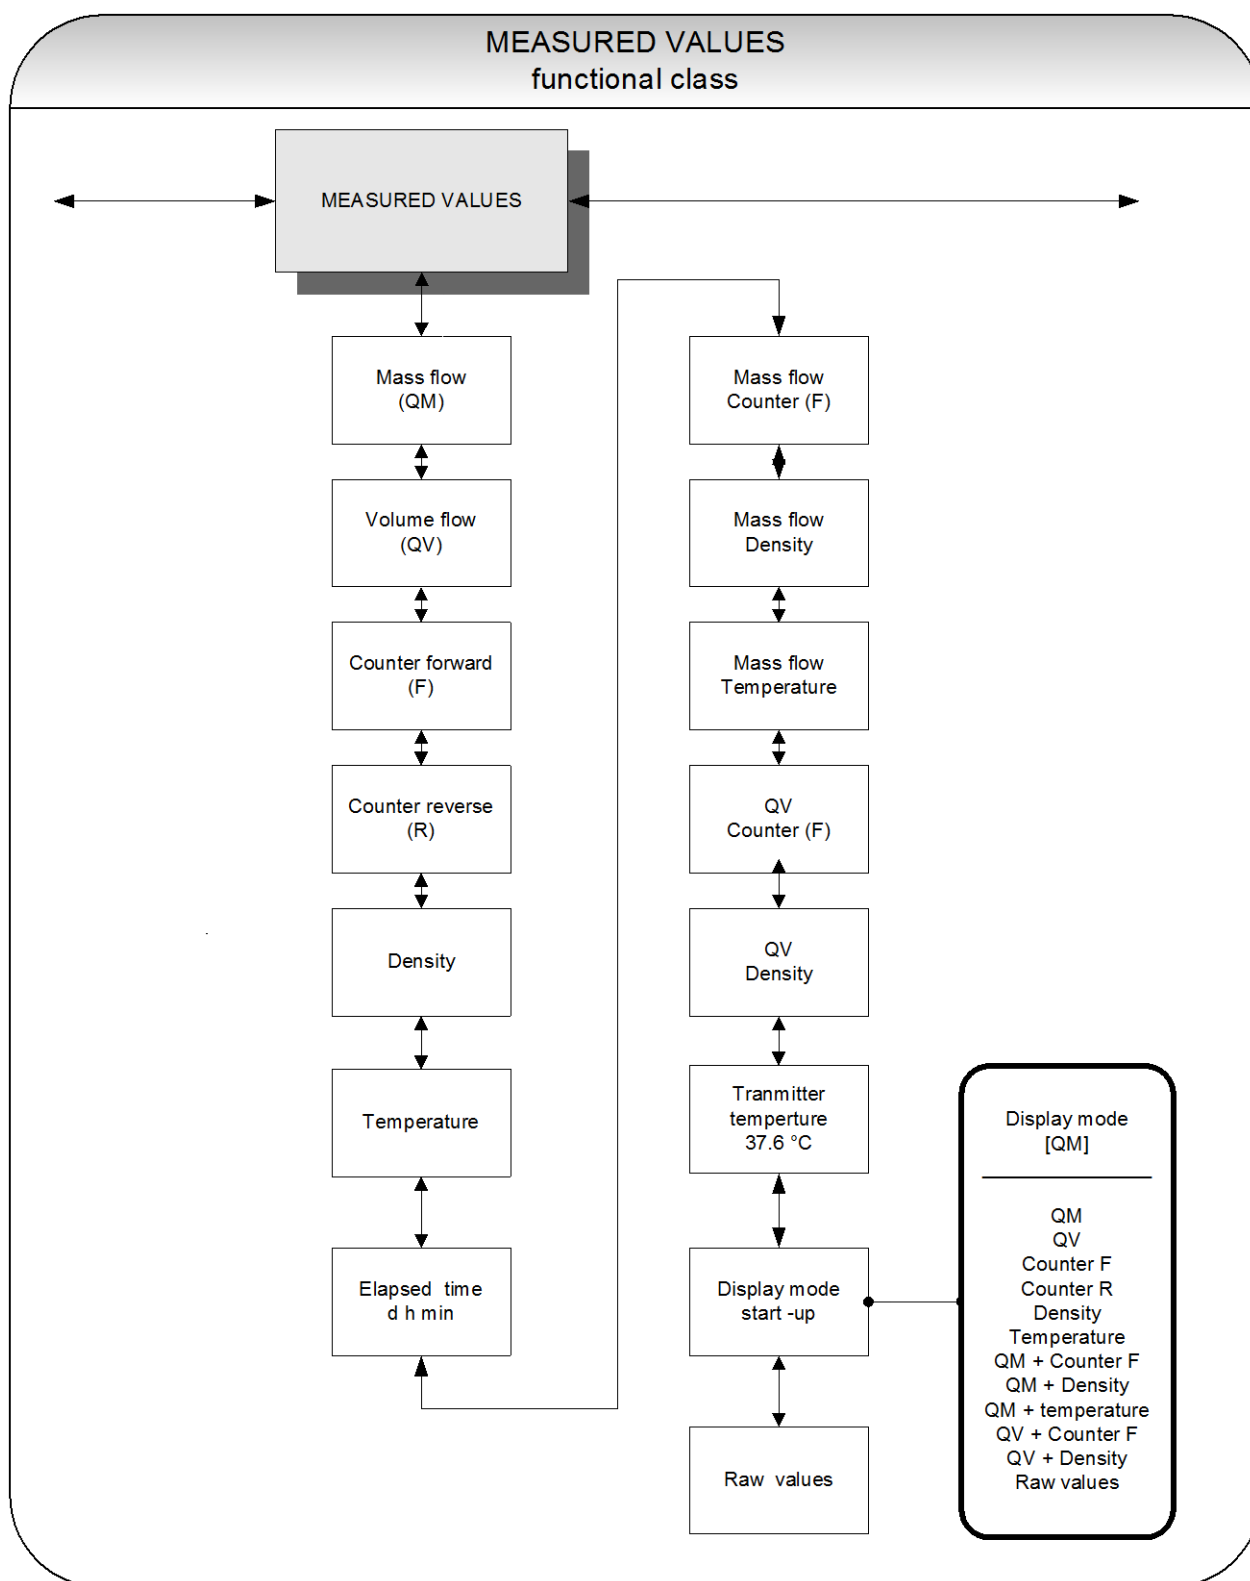 MEASURED VALUES
functional class
MEASURED VALUES
Mass flow
(QM)
Volume flow
(QV)
Counter forward
(F)
Counter reverse
(R)
Density
Temperature
Elapsed time
d h min
Mass flow
Counter (F)
Mass flow
Density
Mass flow
Temperature
QV
Counter (F)
QV
Density
Tranmitter
temperture
37.6 °C
Display mode
start -up
Raw values
Display mode
[QM]
QM
QV
Counter F
Counter R
Density
Temperature
QM + Counter F
QM + Density
QM + temperature
QV + Counter F
QV + Density
Raw values